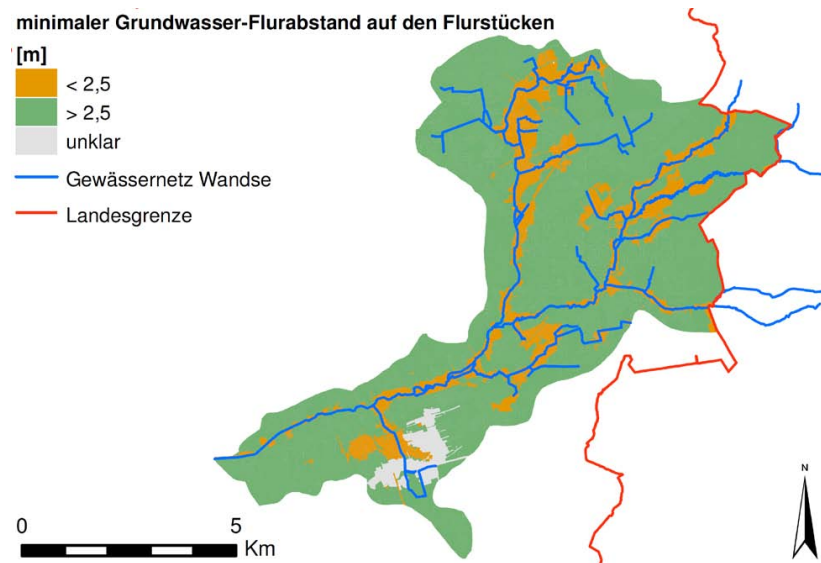 minimaler Grundwasser-Flurabstand auf den Flurstücken
[m]
< 2,5
> 2,5
unklar
Gewässernetz Wandse
Landesgrenze
0 5
Km
N